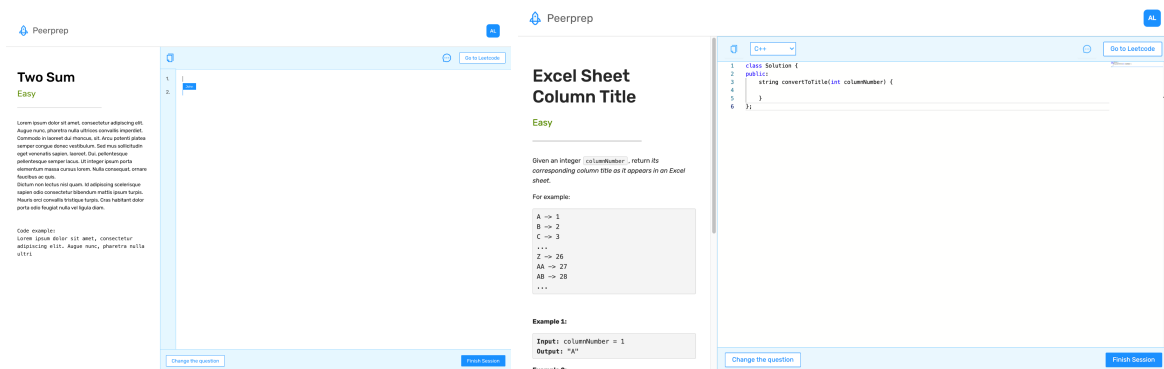 Peerprep
AL
Go to Leetcode
Two Sum
Easy
Lorem ipsum dolor sit amet, consectetur adipiscing elit.
Augue nunc, pharetra nulla ultrices convallis imperdiet.
Commodo in laoreet dui rhoncus, sit. Arcu potenti platea
semper congue donec vestibulum. Sed mus sollicitudin
eget venenatis sapien, laoreet. Dui, pellentesque
pellentesque semper lacus. Ut integer ipsum porta
elementum massa cursus lorem. Nulla consequat, ornare
faucibus ac quis.
Dictum non lectus nisl quam. Id adipiscing scelerisque
sapien odio consectetur bibendum mattis ipsum turpis.
Mauris orci convallis tristique turpis. Cras habitant dolor
porta odio feugiat nulla vel ligula diam.
Code example:
Lorem ipsum dolor sit amet, consectetur
adipiscing elit. Augue nunc, pharetra nulla
ultri
1.
2.
Change the question
Finish Session
Peerprep
AL
C++
Go to Leetcode
Excel Sheet
Column Title
Easy
Given an integer columnNumber , return its
corresponding column title as it appears in an Excel
sheet.
For example:
A -> 1
B -> 2
C -> 3
...
Z -> 26
AA -> 27
AB -> 28
...
Example 1:
Input: columnNumber = 1
Output: "A"
1 class Solution {
2 public:
3 string convertToTitle(int columnNumber) {
4
5 }
6 };
Change the question
Finish Session